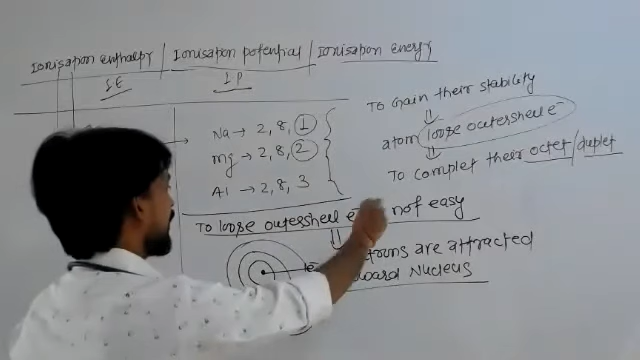 Ionisation enthalpy / Ionisation potential / Ionisation energy
I E
I P
Na → 2, 8, 1
Mg → 2, 8, 2
Al → 2, 8, 3
To Gain their stability
atom loose outershell e⁻
To complet their octet/duplet
To loose outershell not easy
are attracted
Nucleus